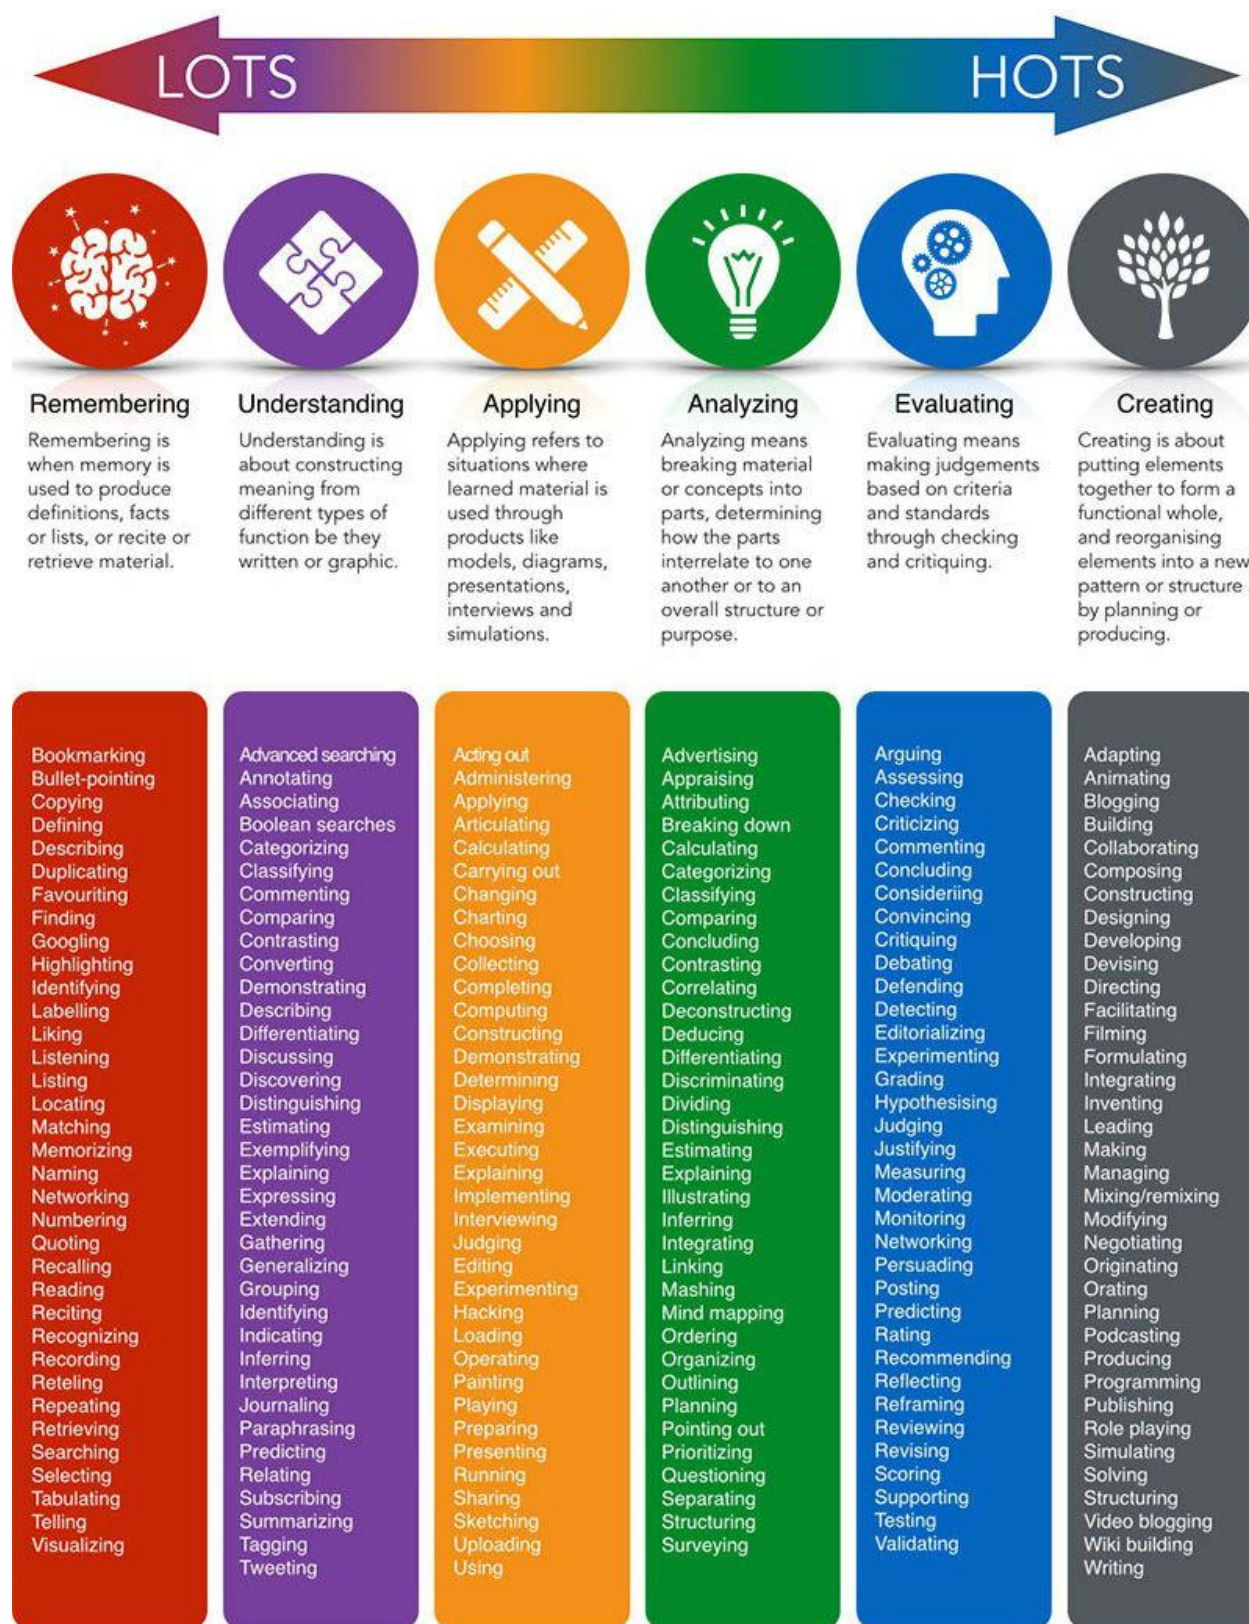 LOTS
HOTS
Remembering
Remembering is
when memory is
used to produce
definitions, facts
or lists, or recite or
retrieve material.
Understanding
Understanding is
about constructing
meaning from
different types of
function be they
written or graphic.
Applying
Applying refers to
situations where
learned material is
used through
products like
models, diagrams,
presentations,
interviews and
simulations.
Analyzing
Analyzing means
breaking material
or concepts into
parts, determining
how the parts
interrelate to one
another or to an
overall structure or
purpose.
Evaluating
Evaluating means
making judgements
based on criteria
and standards
through checking
and critiquing.
Creating
Creating is about
putting elements
together to form a
functional whole,
and reorganising
elements into a new
pattern or structure
by planning or
producing.
Bookmarking
Bullet-pointing
Copying
Defining
Describing
Duplicating
Favouriting
Finding
Googling
Highlighting
Identifying
Labelling
Liking
Listening
Listing
Locating
Matching
Memorizing
Naming
Networking
Numbering
Quoting
Recalling
Reading
Reciting
Recognizing
Recording
Reteling
Repeating
Retrieving
Searching
Selecting
Tabulating
Telling
Visualizing
Advanced searching
Annotating
Associating
Boolean searches
Categorizing
Classifying
Commenting
Comparing
Contrasting
Converting
Demonstrating
Describing
Differentiating
Discussing
Discovering
Distinguishing
Estimating
Exemplifying
Explaining
Expressing
Extending
Gathering
Generalizing
Grouping
Identifying
Indicating
Inferring
Interpreting
Journaling
Paraphrasing
Predicting
Relating
Subscribing
Summarizing
Tagging
Tweeting
Acting out
Administering
Applying
Articulating
Calculating
Carrying out
Changing
Charting
Choosing
Collecting
Completing
Computing
Constructing
Demonstrating
Determining
Displaying
Examining
Executing
Explaining
Implementing
Interviewing
Judging
Editing
Experimenting
Hacking
Loading
Operating
Painting
Playing
Preparing
Presenting
Running
Sharing
Sketching
Uploading
Using
Advertising
Appraising
Attributing
Breaking down
Calculating
Categorizing
Classifying
Comparing
Concluding
Contrasting
Correlating
Deconstructing
Deducing
Differentiating
Discriminating
Dividing
Distinguishing
Estimating
Explaining
Illustrating
Inferring
Integrating
Linking
Mashing
Mind mapping
Ordering
Organizing
Outlining
Planning
Pointing out
Prioritizing
Questioning
Separating
Structuring
Surveying
Arguing
Assessing
Checking
Criticizing
Commenting
Concluding
Consideriing
Convincing
Critiquing
Debating
Defending
Detecting
Editorializing
Experimenting
Grading
Hypothesising
Judging
Justifying
Measuring
Moderating
Monitoring
Networking
Persuading
Posting
Predicting
Rating
Recommending
Reflecting
Reframing
Reviewing
Revising
Scoring
Supporting
Testing
Validating
Adapting
Animating
Blogging
Building
Collaborating
Composing
Constructing
Designing
Developing
Devising
Directing
Facilitating
Filming
Formulating
Integrating
Inventing
Leading
Making
Managing
Mixing/remixing
Modifying
Negotiating
Originating
Orating
Planning
Podcasting
Producing
Programming
Publishing
Role playing
Simulating
Solving
Structuring
Video blogging
Wiki building
Writing